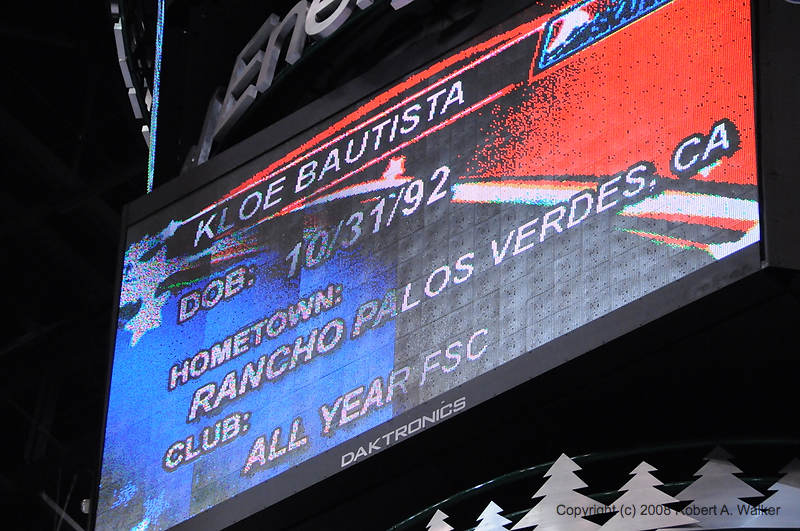 Ene
KLOE BAUTISTA
DOB: 10/31/92
HOMETOWN:
RANCHO PALOS VERDES, CA
CLUB:
ALL YEAR FSC
DAKTRONICS
Copyright (c) 2008 Robert A. Walker